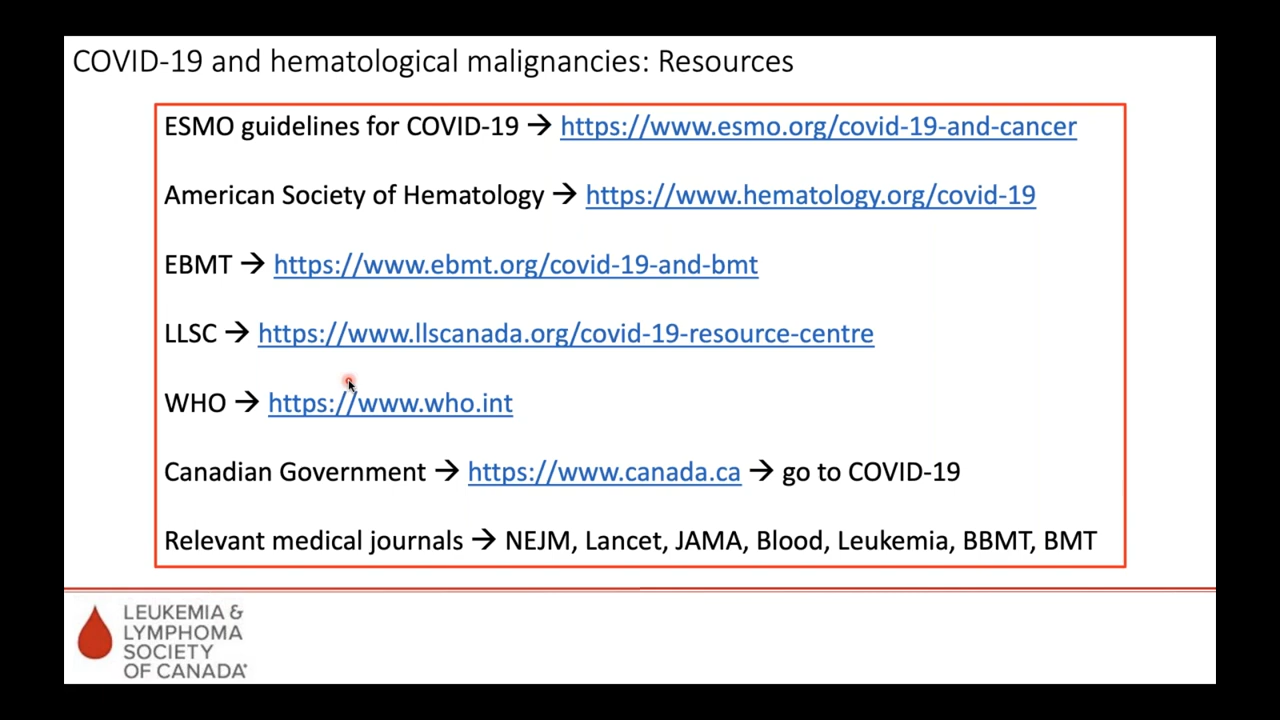 COVID-19 and hematological malignancies: Resources
ESMO guidelines for COVID-19 → https://www.esmo.org/covid-19-and-cancer
American Society of Hematology → https://www.hematology.org/covid-19
EBMT → https://www.ebmt.org/covid-19-and-bmt
LLSC → https://www.llscanada.org/covid-19-resource-centre
WHO → https://www.who.int
Canadian Government → https://www.canada.ca → go to COVID-19
Relevant medical journals → NEJM, Lancet, JAMA, Blood, Leukemia, BBMT, BMT
LEUKEMIA &
LYMPHOMA
SOCIETY
OF CANADA